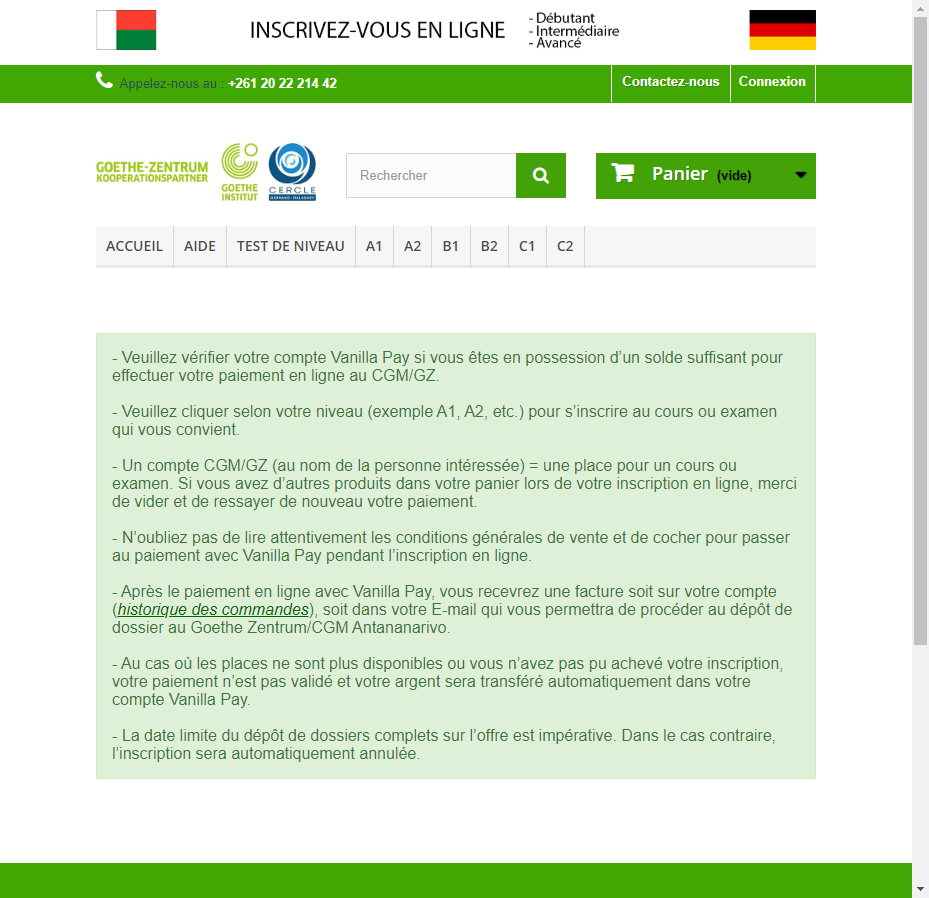 INSCRIVEZ-VOUS EN LIGNE
- Débutant
- Intermédiaire
- Avancé
Appelez-nous au : +261 20 22 214 42
Contactez-nous
Connexion
GOETHE-ZENTRUM
KOOPERATIONSPARTNER
GOETHE
INSTITUT
CERCLE
GERMANO - MALAGASY
Rechercher
Panier (vide)
ACCUEIL
AIDE
TEST DE NIVEAU
A1
A2
B1
B2
C1
C2
- Veuillez vérifier votre compte Vanilla Pay si vous êtes en possession d’un solde suffisant pour
effectuer votre paiement en ligne au CGM/GZ.
- Veuillez cliquer selon votre niveau (exemple A1, A2, etc.) pour s’inscrire au cours ou examen
qui vous convient.
- Un compte CGM/GZ (au nom de la personne intéressée) = une place pour un cours ou
examen. Si vous avez d’autres produits dans votre panier lors de votre inscription en ligne, merci
de vider et de ressayer de nouveau votre paiement.
- N’oubliez pas de lire attentivement les conditions générales de vente et de cocher pour passer
au paiement avec Vanilla Pay pendant l’inscription en ligne.
- Après le paiement en ligne avec Vanilla Pay, vous recevrez une facture soit sur votre compte
(historique des commandes), soit dans votre E-mail qui vous permettra de procéder au dépôt de
dossier au Goethe Zentrum/CGM Antananarivo.
- Au cas où les places ne sont plus disponibles ou vous n’avez pas pu achevé votre inscription,
votre paiement n’est pas validé et votre argent sera transféré automatiquement dans votre
compte Vanilla Pay.
- La date limite du dépôt de dossiers complets sur l’offre est impérative. Dans le cas contraire,
l’inscription sera automatiquement annulée.